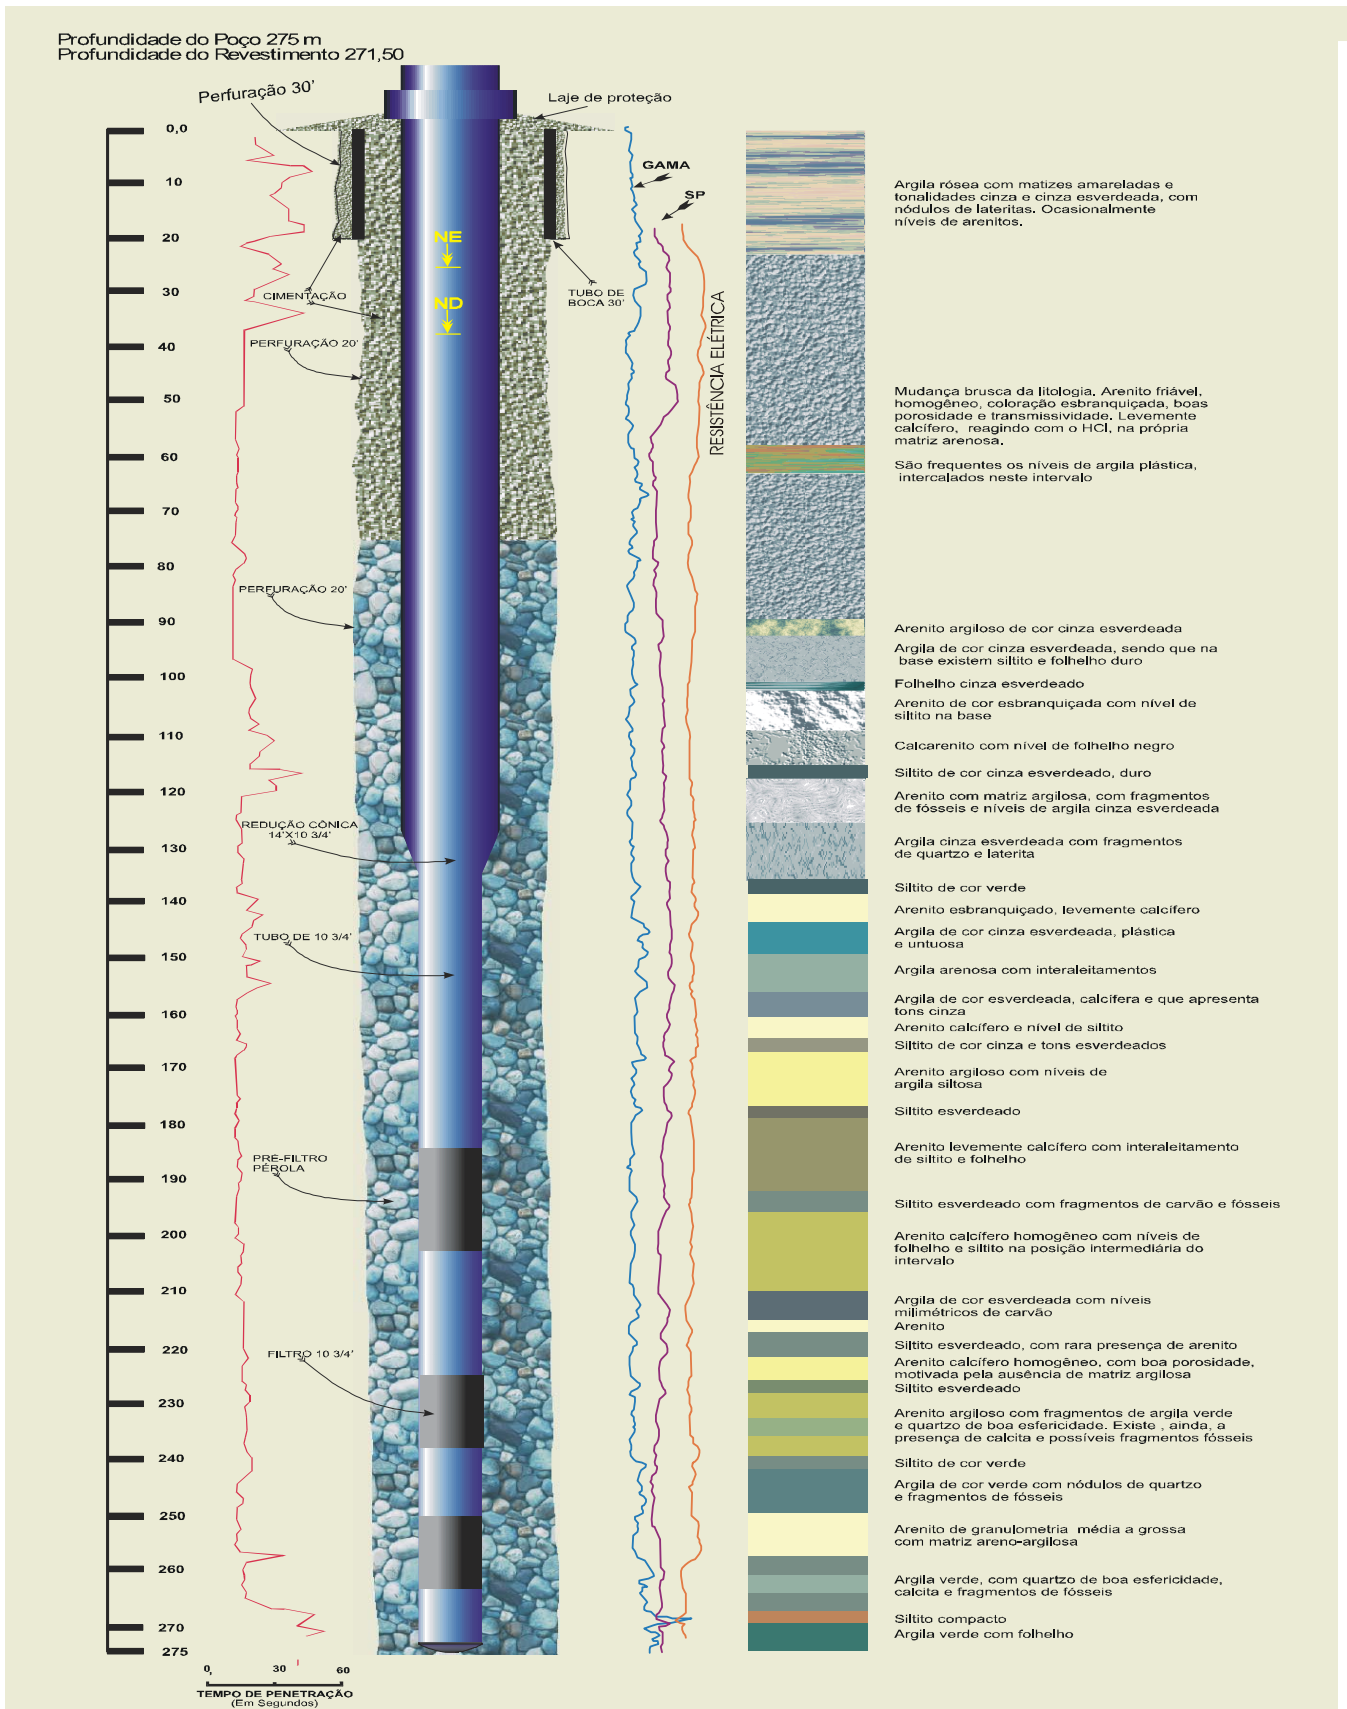 Profundidade do Poço 275 m
Profundidade do Revestimento 271,50
Perfuração 30'
Laje de proteção
0,0
10
20
30
40
50
60
70
80
90
100
110
120
130
140
150
160
170
180
190
200
210
220
230
240
250
260
270
275
GAMA
SP
NE
ND
CIMENTAÇÃO
TUBO DE
BOCA 30'
PERFURAÇÃO 20'
RESISTÊNCIA ELÉTRICA
PERFURAÇÃO 20'
REDUÇÃO CÔNICA
14'X10 3/4'
TUBO DE 10 3/4'
PRÉ-FILTRO
PÉROLA
FILTRO 10 3/4'
0,
30
60
TEMPO DE PENETRAÇÃO
(Em Segundos)
Argila rósea com matizes amareladas e
tonalidades cinza e cinza esverdeada, com
nódulos de lateritas. Ocasionalmente
níveis de arenitos.
Mudança brusca da litologia. Arenito friável,
homogêneo, coloração esbranquiçada, boas
porosidade e transmissividade. Levemente
calcífero, reagindo com o HCl, na própria
matriz arenosa.
São frequentes os níveis de argila plástica,
intercalados neste intervalo
Arenito argiloso de cor cinza esverdeada
Argila de cor cinza esverdeada, sendo que na
base existem siltito e folhelho duro
Folhelho cinza esverdeado
Arenito de cor esbranquiçada com nível de
siltito na base
Calcarenito com nível de folhelho negro
Siltito de cor cinza esverdeado, duro
Arenito com matriz argilosa, com fragmentos
de fósseis e níveis de argila cinza esverdeada
Argila cinza esverdeada com fragmentos
de quartzo e laterita
Siltito de cor verde
Arenito esbranquiçado, levemente calcífero
Argila de cor cinza esverdeada, plástica
e untuosa
Argila arenosa com interaleitamentos
Argila de cor esverdeada, calcífera e que apresenta
tons cinza
Arenito calcífero e nível de siltito
Siltito de cor cinza e tons esverdeados
Arenito argiloso com níveis de
argila siltosa
Siltito esverdeado
Arenito levemente calcífero com interaleitamento
de siltito e folhelho
Siltito esverdeado com fragmentos de carvão e fósseis
Arenito calcífero homogêneo com níveis de
folhelho e siltito na posição intermediária do
intervalo
Argila de cor esverdeada com níveis
milimétricos de carvão
Arenito
Siltito esverdeado, com rara presença de arenito
Arenito calcífero homogêneo, com boa porosidade,
motivada pela ausência de matriz argilosa
Siltito esverdeado
Arenito argiloso com fragmentos de argila verde
e quartzo de boa esfericidade. Existe , ainda, a
presença de calcita e possíveis fragmentos fósseis
Siltito de cor verde
Argila de cor verde com nódulos de quartzo
e fragmentos de fósseis
Arenito de granulometria média a grossa
com matriz areno-argilosa
Argila verde, com quartzo de boa esfericidade,
calcita e fragmentos de fósseis
Siltito compacto
Argila verde com folhelho